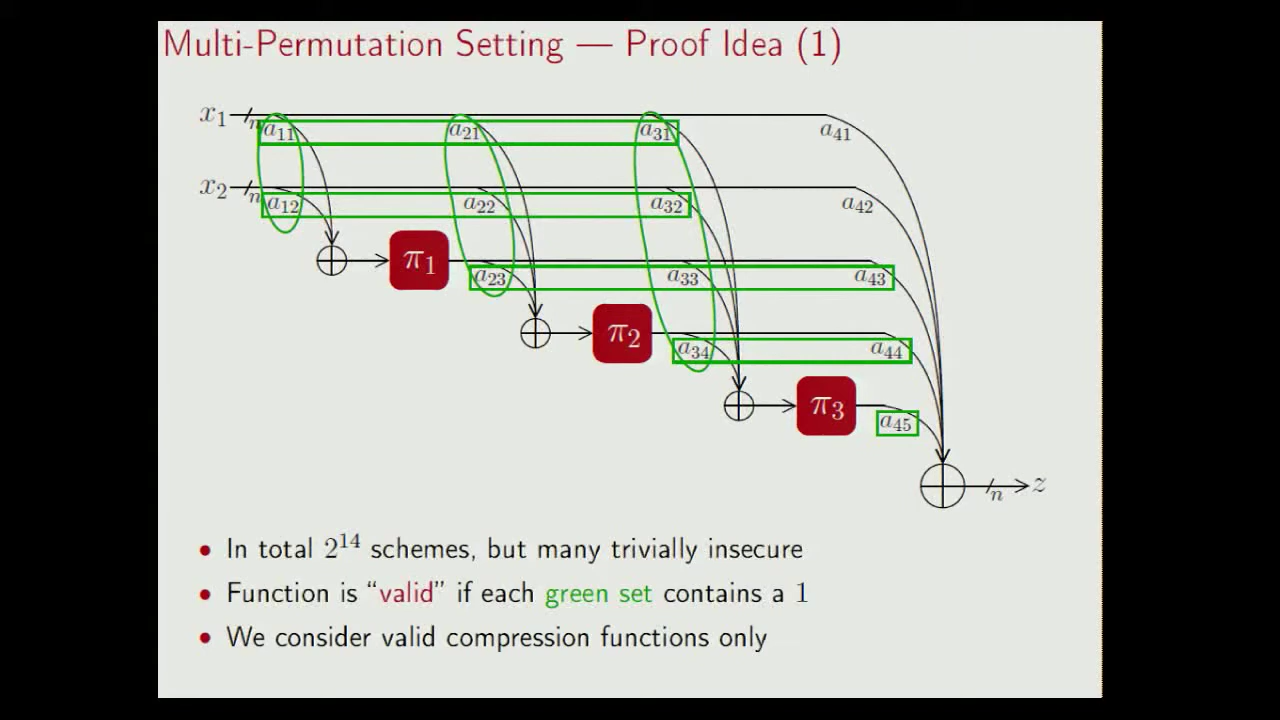 Multi-Permutation Setting — Proof Idea (1)
x₁ n a₁₁ a₂₁ a₃₁ a₄₁
x₂ n a₁₂ a₂₂ a₃₂ a₄₂
π₁ a₂₃ a₃₃ a₄₃
π₂ a₃₄ a₄₄
π₃ a₄₅
n z
• In total 2¹⁴ schemes, but many trivially insecure
• Function is “valid” if each green set contains a 1
• We consider valid compression functions only